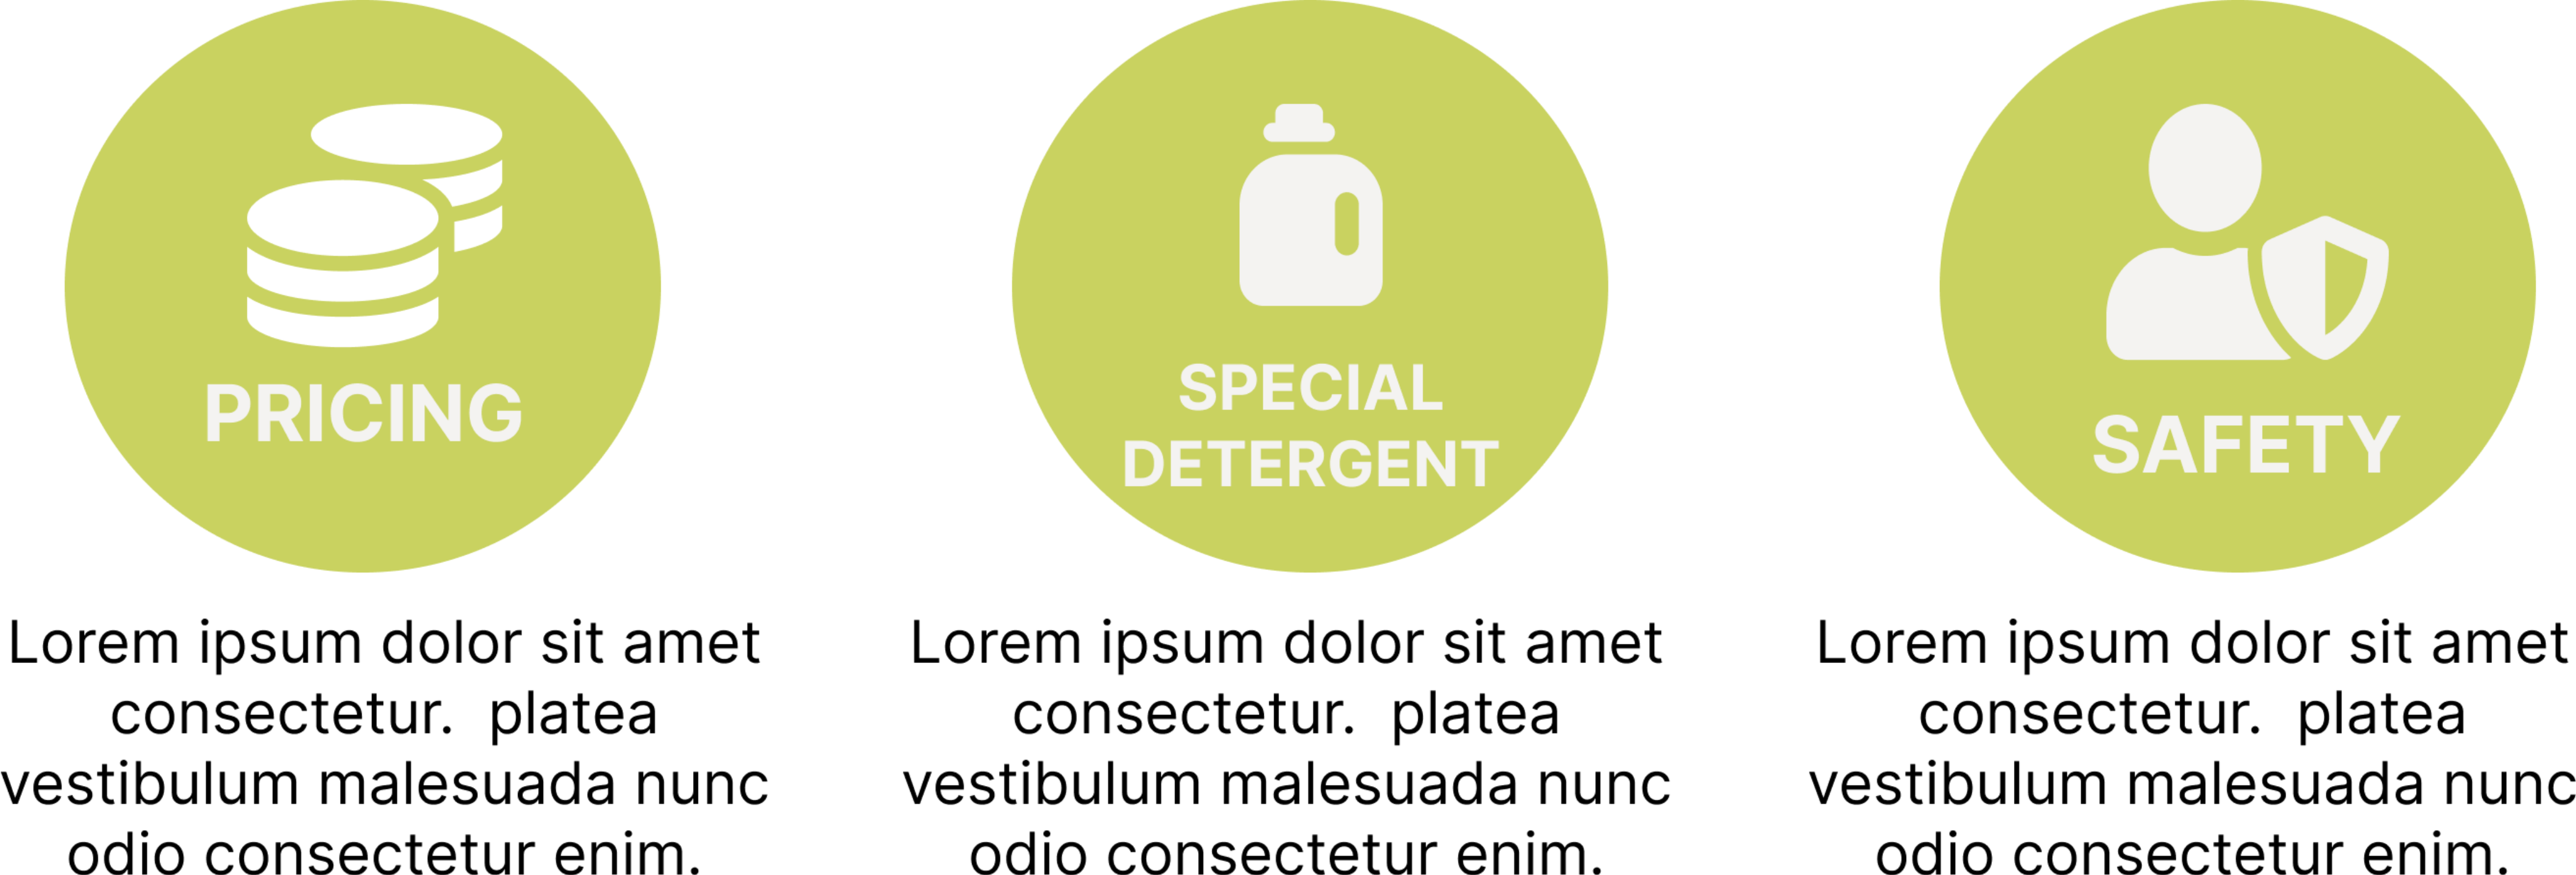 PRICING
Lorem ipsum dolor sit amet
consectetur.  platea
vestibulum malesuada nunc
odio consectetur enim.
SPECIAL
DETERGENT
Lorem ipsum dolor sit amet
consectetur.  platea
vestibulum malesuada nunc
odio consectetur enim.
SAFETY
Lorem ipsum dolor sit amet
consectetur.  platea
vestibulum malesuada nunc
odio consectetur enim.